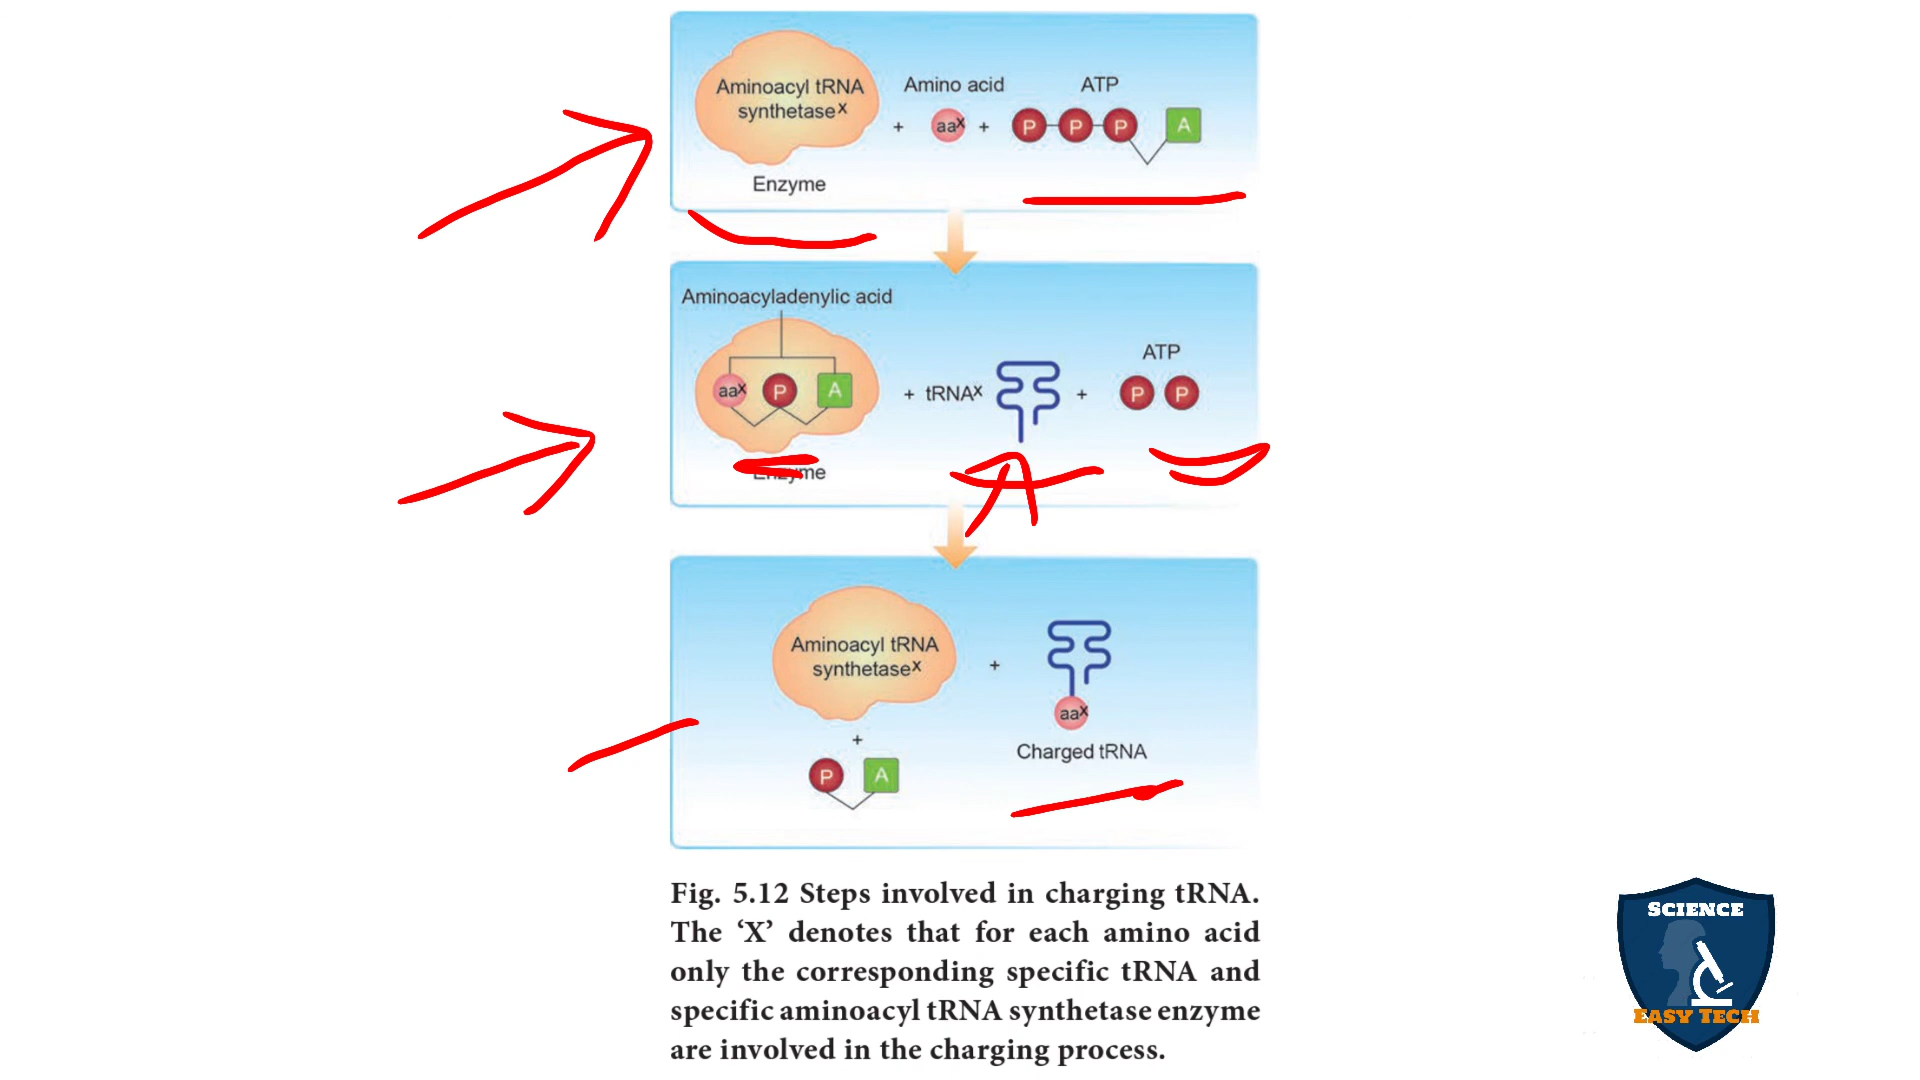 Aminoacyl tRNA
synthetaseX
Enzyme
+
Amino acid
aaX
+
ATP
P P P A
Aminoacyladenylic acid
aaX P A
Enzyme
+ tRNAX
+
ATP
P P
Aminoacyl tRNA
synthetaseX
+
P A
+
aaX
Charged tRNA
Fig. 5.12 Steps involved in charging tRNA.
The ‘X’ denotes that for each amino acid
only the corresponding specific tRNA and
specific aminoacyl tRNA synthetase enzyme
are involved in the charging process.
SCIENCE
EASY TECH